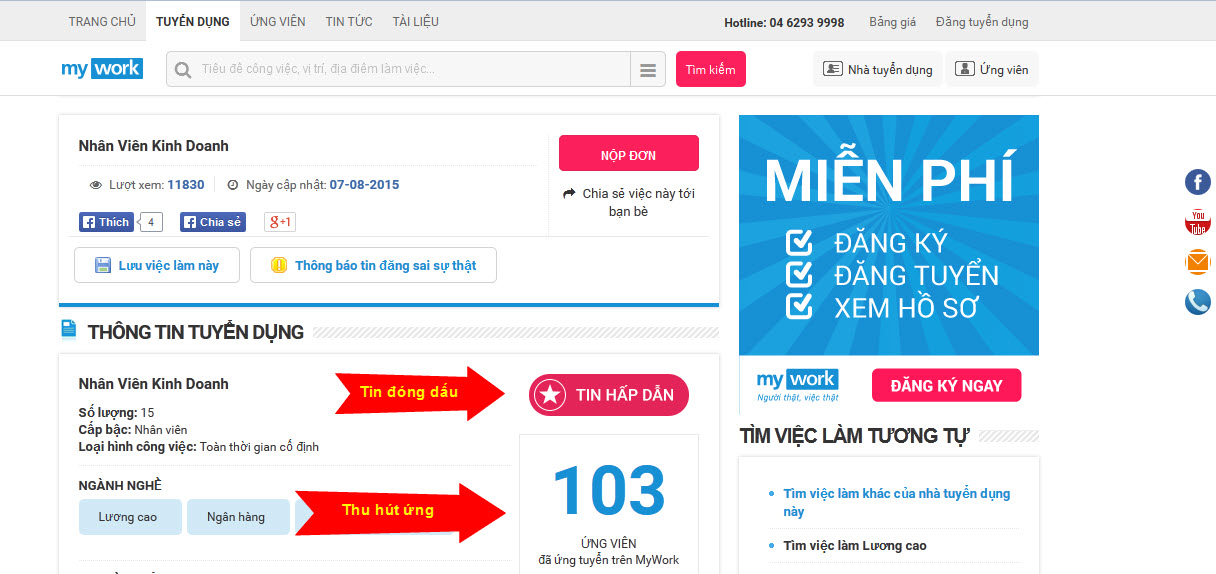 TRANG CHỦ TUYỂN DỤNG ỨNG VIÊN TIN TỨC TÀI LIỆU Hotline: 04 6293 9998 Bảng giá Đăng tuyển dụng
my work Tiêu đề công việc, vị trí, địa điểm làm việc... Tìm kiếm Nhà tuyển dụng Ứng viên
Nhân Viên Kinh Doanh
Lượt xem: 11830 Ngày cập nhật: 07-08-2015
Thích 4 Chia sẻ g+1
NỘP ĐƠN
Chia sẻ việc này tới
bạn bè
Lưu việc làm này Thông báo tin đăng sai sự thật
THÔNG TIN TUYỂN DỤNG
Nhân Viên Kinh Doanh
Số lượng: 15
Cấp bậc: Nhân viên
Loại hình công việc: Toàn thời gian cố định
NGÀNH NGHỀ
Lương cao Ngân hàng
Tin đóng dấu
TIN HẤP DẪN
Thu hút ứng
103
ỨNG VIÊN
đã ứng tuyển trên MyWork
MIỄN PHÍ
ĐĂNG KÝ
ĐĂNG TUYỂN
XEM HỒ SƠ
my work
Người thật, việc thật
ĐĂNG KÝ NGAY
TÌM VIỆC LÀM TƯƠNG TỰ
Tìm việc làm khác của nhà tuyển dụng
này
Tìm việc làm Lương cao
You
Tube